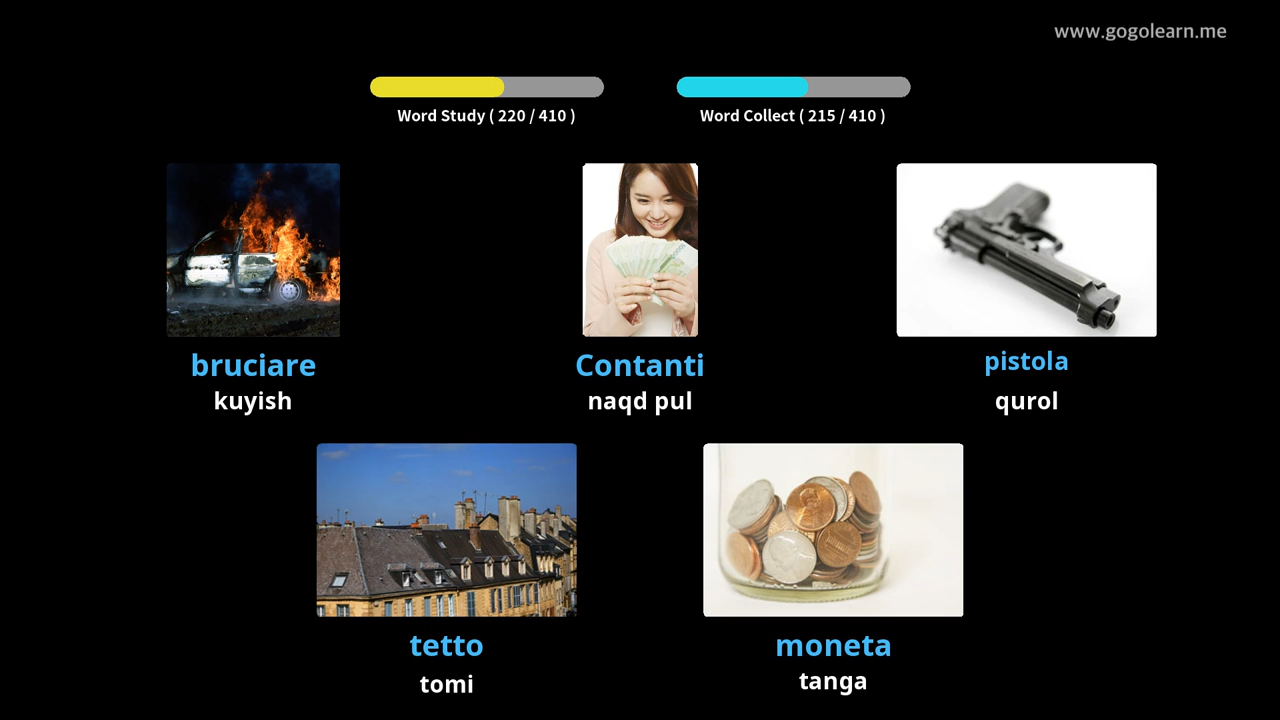 www.gogolearn.me
Word Study ( 220 / 410 )
Word Collect ( 215 / 410 )
bruciare
kuyish
Contanti
naqd pul
pistola
qurol
tetto
tomi
moneta
tanga